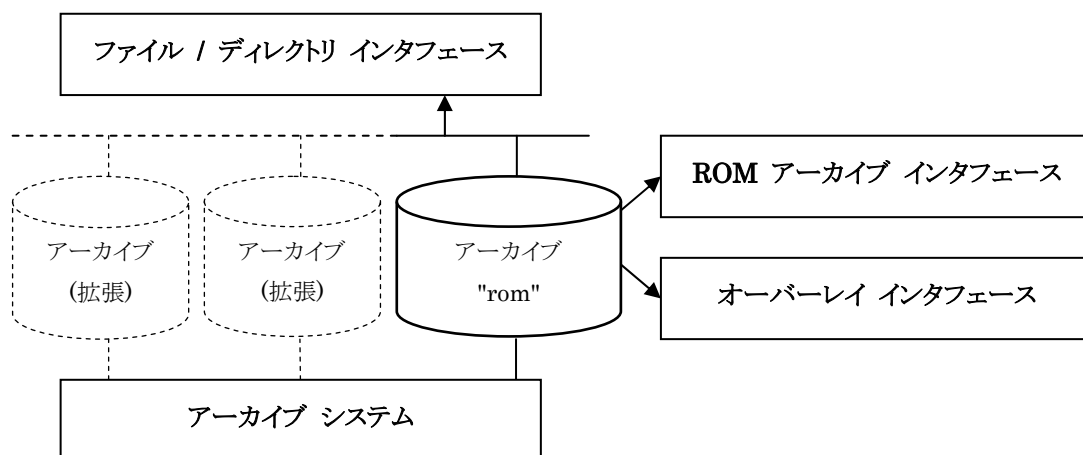 ファイル / ディレクトリ インタフェース
ROM アーカイブ インタフェース
アーカイブ
(拡張)
アーカイブ
(拡張)
アーカイブ
"rom"
オーバーレイ インタフェース
アーカイブ システム